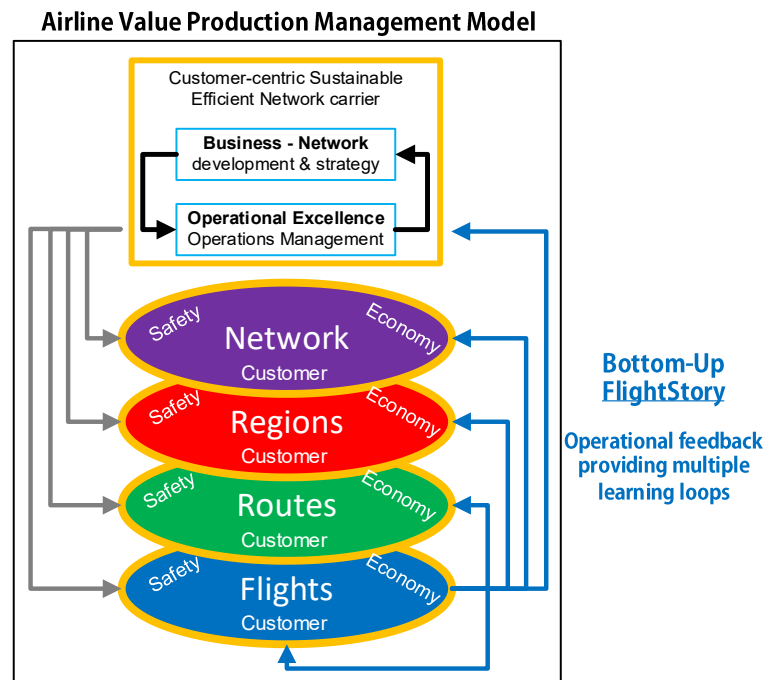 Airline Value Production Management Model
Customer-centric Sustainable
Efficient Network carrier
Business - Network
development & strategy
Operational Excellence
Operations Management
Safety
Economy
Network
Customer
Safety
Economy
Regions
Customer
Safety
Economy
Routes
Customer
Safety
Economy
Flights
Customer
Bottom-Up
FlightStory
Operational feedback
providing multiple
learning loops